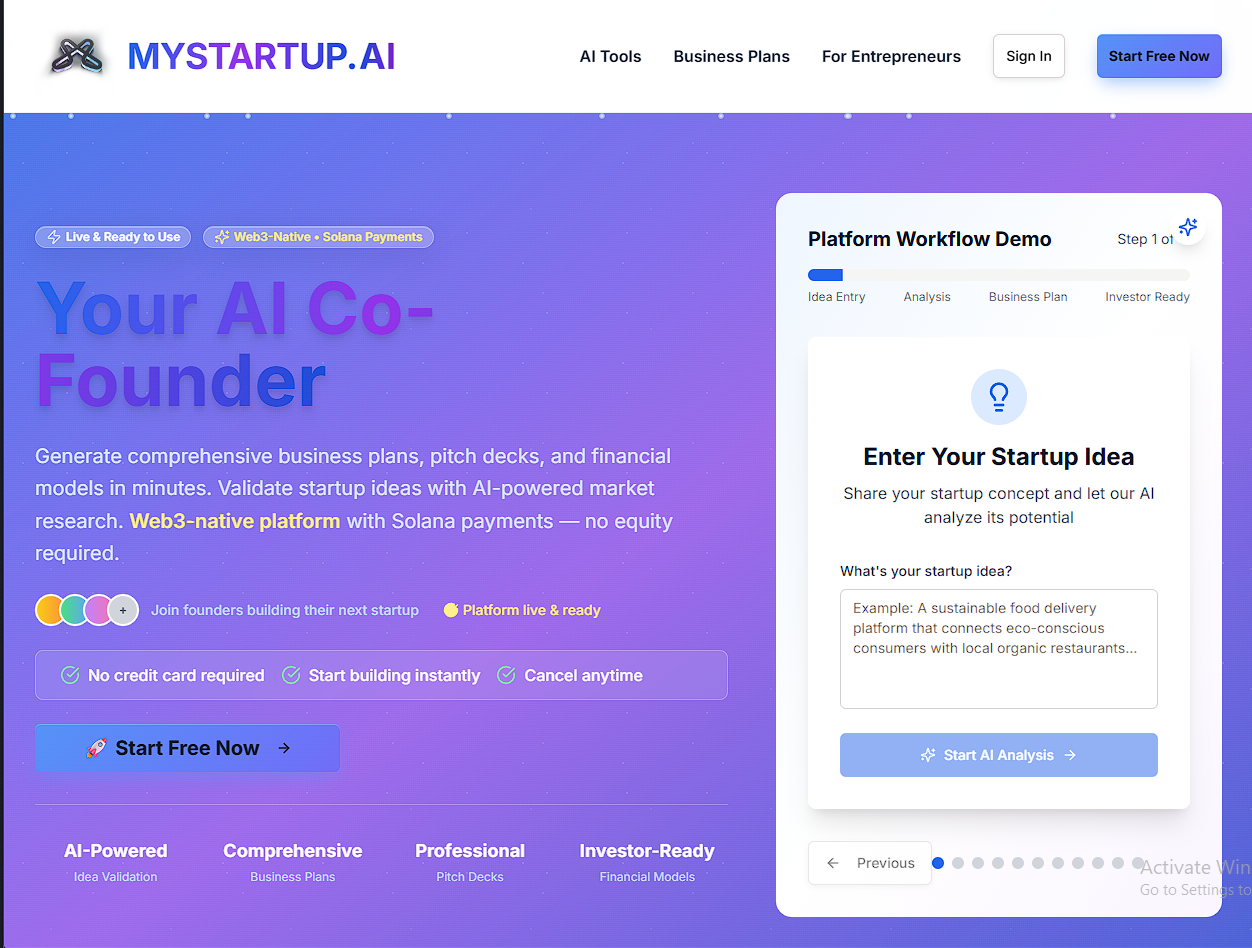 MYSTARTUP.AI
AI Tools
Business Plans
For Entrepreneurs
Sign In
Start Free Now
Live & Ready to Use
Web3-Native • Solana Payments
Your AI Co-
Founder
Generate comprehensive business plans, pitch decks, and financial
models in minutes. Validate startup ideas with AI-powered market
research. Web3-native platform with Solana payments — no equity
required.
+
Join founders building their next startup
Platform live & ready
No credit card required
Start building instantly
Cancel anytime
🚀 Start Free Now →
AI-Powered
Idea Validation
Comprehensive
Business Plans
Professional
Pitch Decks
Investor-Ready
Financial Models
Platform Workflow Demo
Step 1 of
Idea Entry
Analysis
Business Plan
Investor Ready
Enter Your Startup Idea
Share your startup concept and let our AI
analyze its potential
What's your startup idea?
Example: A sustainable food delivery
platform that connects eco-conscious
consumers with local organic restaurants...
Start AI Analysis →
← Previous
Activate Win
Go to Settings to